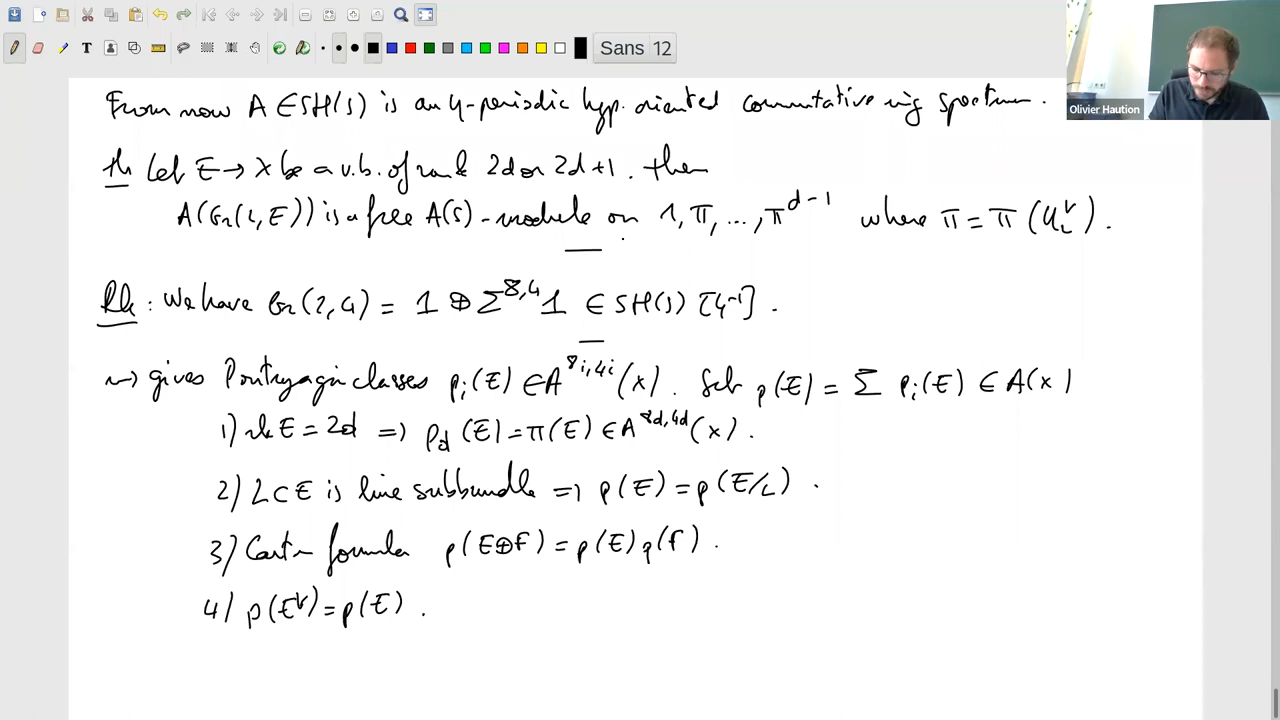 Sans 12
Olivier Haution
From now A ∈ SH(S) is an η-periodic hyp. oriented commutative ring spectrum.
Th Let E → X be a v.b. of rank 2d or 2d+1. Then
A(Gr(2,E)) is a free A(S)-module on 1, π, ..., π^{d-1} where π = π(U_2^∨).
Rk: We have Gr(2,4) = 1 ⊕ Σ^{8,4} 1 ∈ SH(S)[η^{-1}].
⇝ gives Pontryagin classes p_i(E) ∈ A^{8i,4i}(X). Set p(E) = Σ p_i(E) ∈ A(X)
1) rk E = 2d ⇒ p_d(E) = π(E) ∈ A^{8d,4d}(X).
2) L ⊂ E is line subbundle ⇒ p(E) = p(E/L).
3) Cartan formula p(E⊕F) = p(E) p(F).
4) p(E^∨) = p(E).